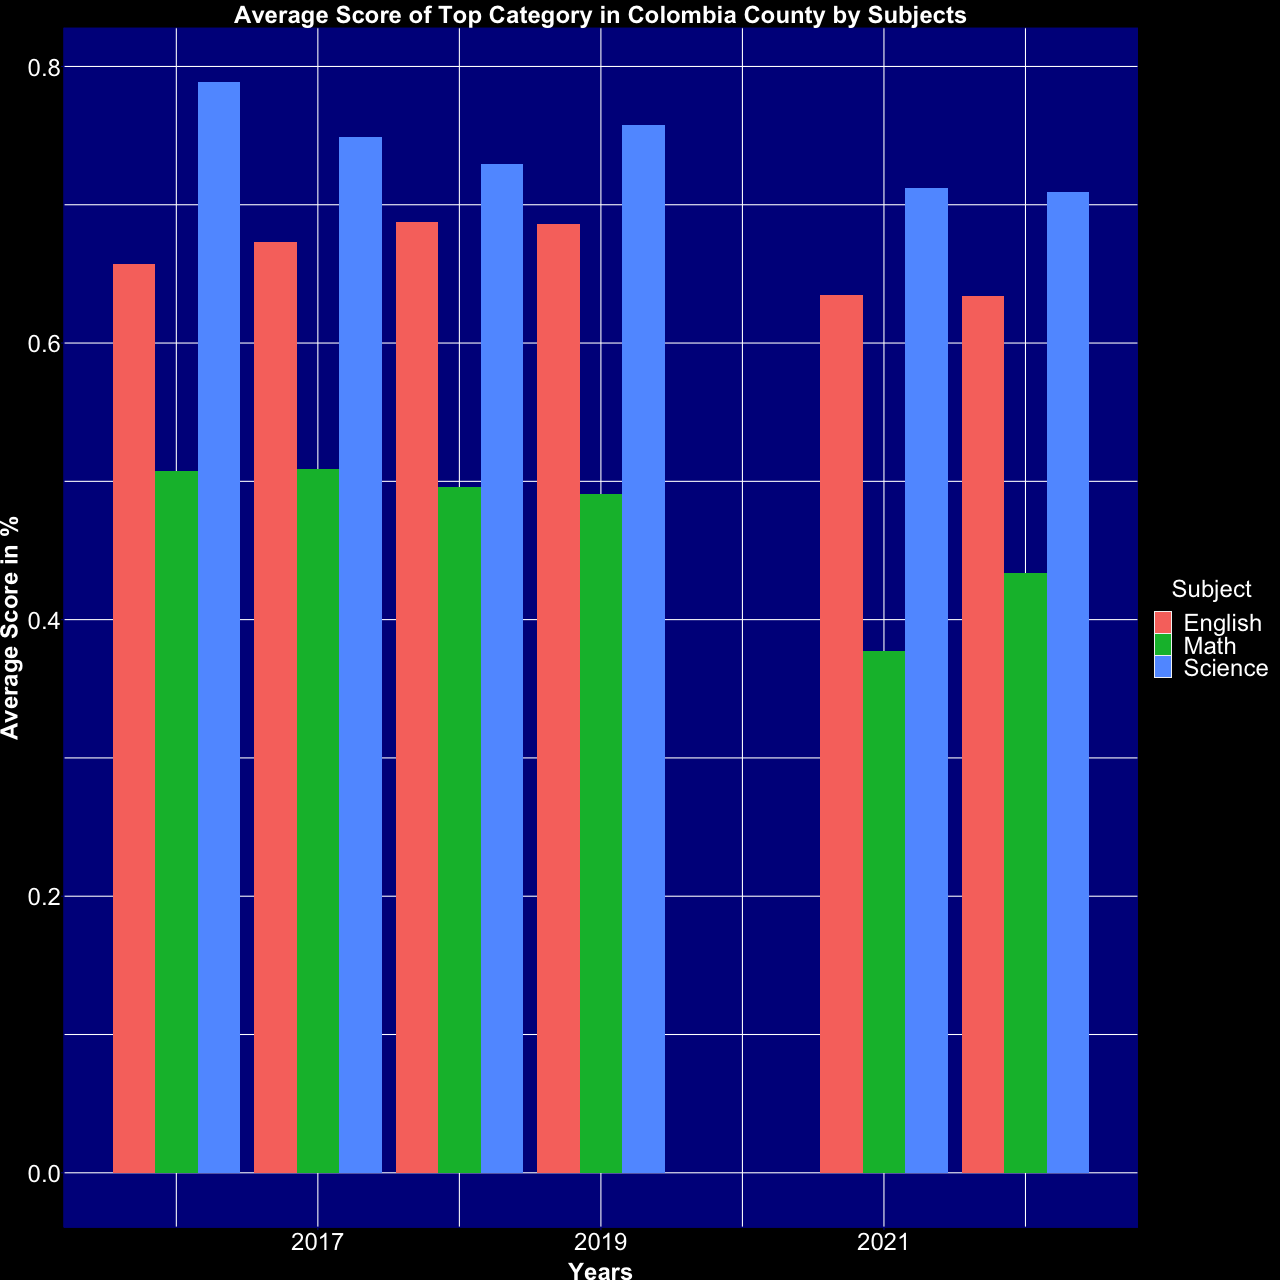 Average Score of Top Category in Colombia County by Subjects
Average Score in %
0.8
0.6
0.4
0.2
0.0
2017
2019
2021
Years
Subject
English
Math
Science